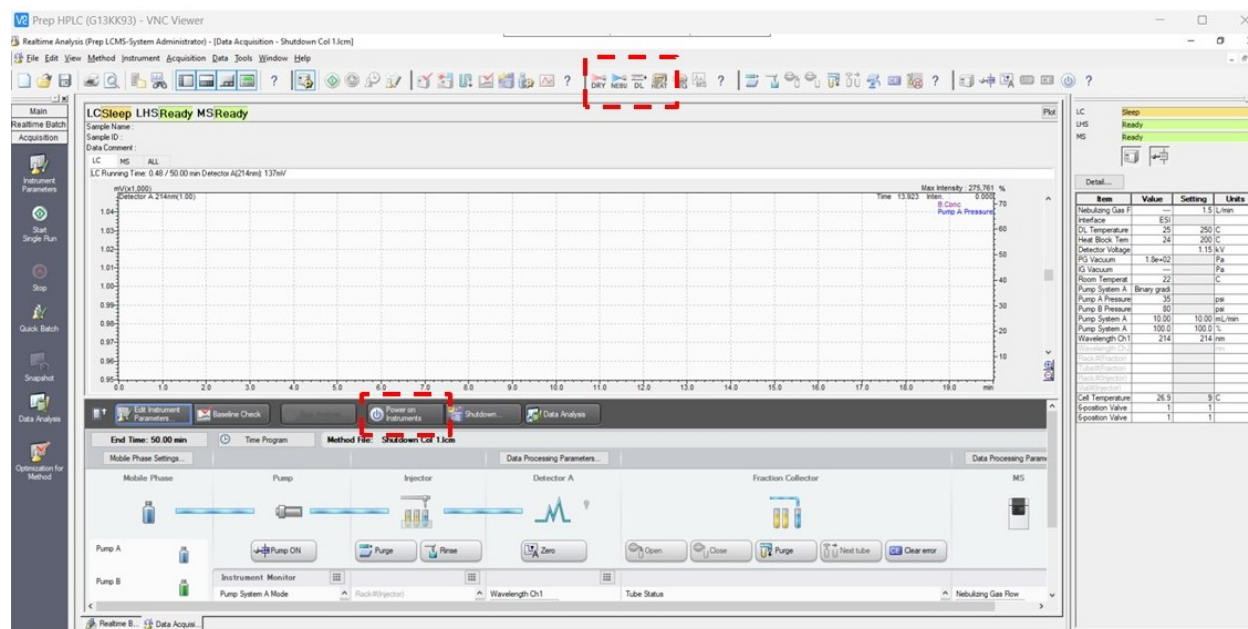 Prep HPLC (G13KK93) - VNC Viewer
Realtime Analysis (Prep LCMS-System Administrator) - [Data Acquisition - Shutdown Col 1.lcm]
File Edit View Method Instrument Acquisition Data Tools Window Help
DRY NEBU DL HEAT
Main
Realtime Batch
Acquisition
Instrument Parameters
Start Single Run
Stop
Quick Batch
Snapshot
Data Analysis
Optimization for Method
LC Sleep LHS Ready MS Ready
Plot
Sample Name :
Sample ID :
Data Comment :
LC MS ALL
LC Running Time: 0.48 / 50.00 min Detector A(214nm): 137mV
mV(x1,000)
Detector A 214nm(1.00)
Max Intensity : 275,761 %
Time 13.923 Inten. 0.000
B.Conc
Pump A Pressure
1.04
1.03
1.02
1.01
1.00
0.99
0.98
0.97
0.96
0.95
70
60
50
40
30
20
10
0.0 1.0 2.0 3.0 4.0 5.0 6.0 7.0 8.0 9.0 10.0 11.0 12.0 13.0 14.0 15.0 16.0 17.0 18.0 19.0 min
Edit Instrument Parameters... Baseline Check Power on Instruments Shutdown... Data Analysis
End Time: 50.00 min Time Program Method File: Shutdown Col 1.lcm
Mobile Phase Settings... Data Processing Parameters... Data Processing Param
Mobile Phase Pump Injector Detector A Fraction Collector MS
Pump A
Pump ON Purge Rinse Zero Open Close Purge Next tube Clear error
Pump B
Instrument Monitor
Pump System A Mode Rack#(Injector) Wavelength Ch1 Tube Status Nebulizing Gas Flow
Realtime B... Data Acquisi...
LC Sleep
LHS Ready
MS Ready
Detail...
Item Value Setting Units
Nebulizing Gas F — 1.5 L/min
Interface ESI
DL Temperature 25 250 C
Heat Block Tem 24 200 C
Detector Voltage 1.15 kV
PG Vacuum 1.8e+02 Pa
IG Vacuum — Pa
Room Temperat 22 C
Pump System A Binary gradi
Pump A Pressure 35 psi
Pump B Pressure 80 psi
Pump System A 10.00 10.00 mL/min
Pump System A 100.0 100.0 %
Wavelength Ch1 214 214 nm
Wavelength Ch2 nm
Rack#(Fraction
Tube#(Fraction
Rack#(Injector)
Vial#(Injector)
Cell Temperature 26.9 9 C
6-position Valve 1 1
6-position Valve 1 1